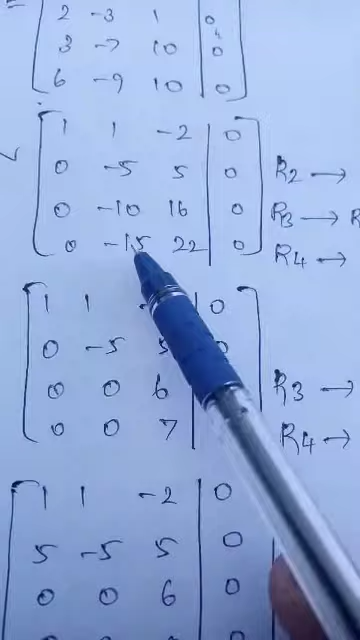 2 -3 1 0
3 -7 10 0
6 -9 10 0
1 1 -2 0
0 -5 5 0 R2 →
0 -10 16 0 R3 → R
0 -15 22 0 R4 →
1 1 0
0 -5 5 0
0 0 6 R3 →
0 0 7 R4 →
1 1 -2 0
5 -5 5 0
0 0 6 0